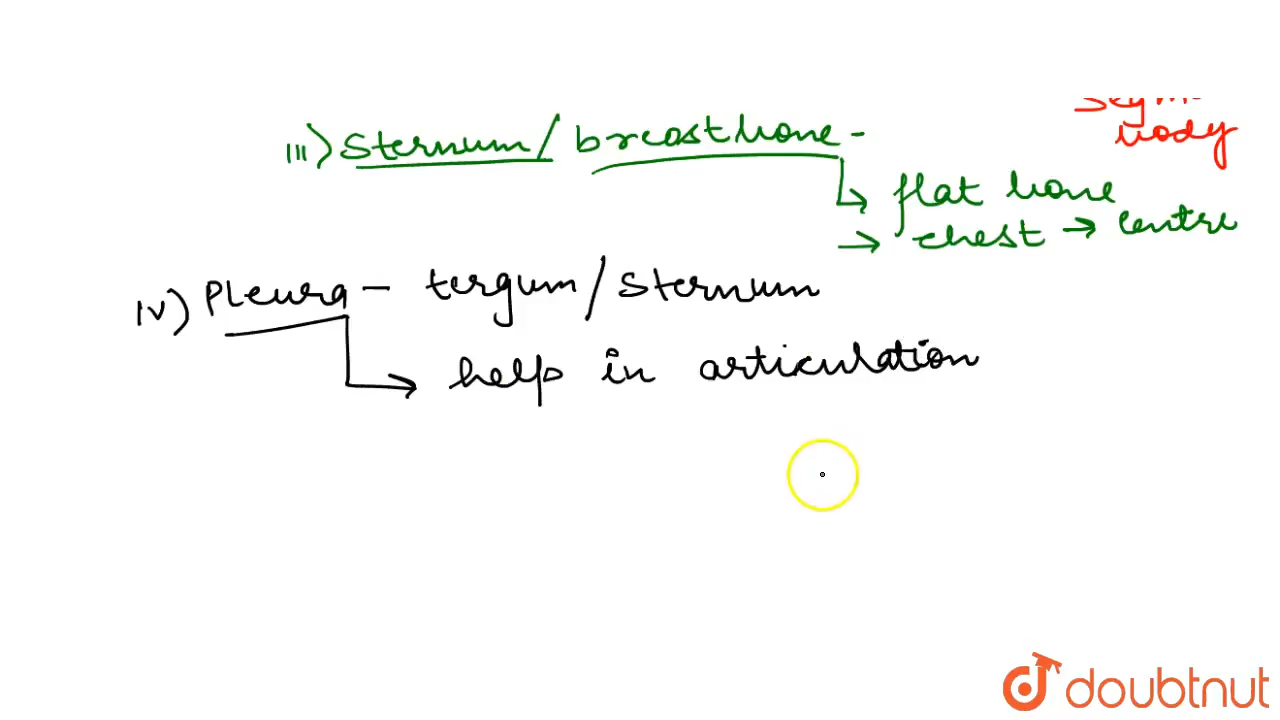 body
iii) Sternum / breastbone -
→ flat bone
→ chest → centre
iv) Pleura - tergum / sternum
→ help in articulation
doubtnut